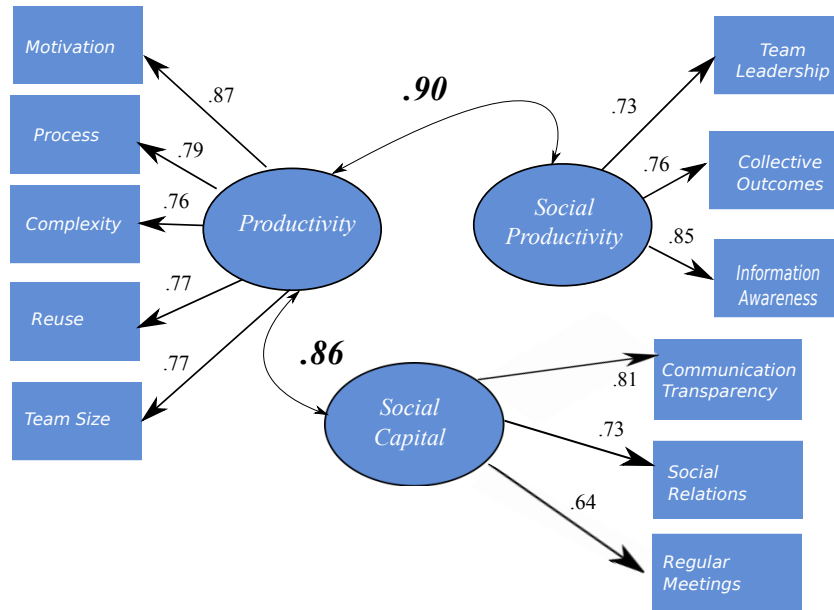 Motivation
.87
Process
.79
Complexity
.76
Reuse
.77
Team Size
.77
Productivity
.90
Social
Productivity
.73
Team
Leadership
.76
Collective
Outcomes
.85
Information
Awareness
.86
Social
Capital
.81
Communication
Transparency
.73
Social
Relations
.64
Regular
Meetings